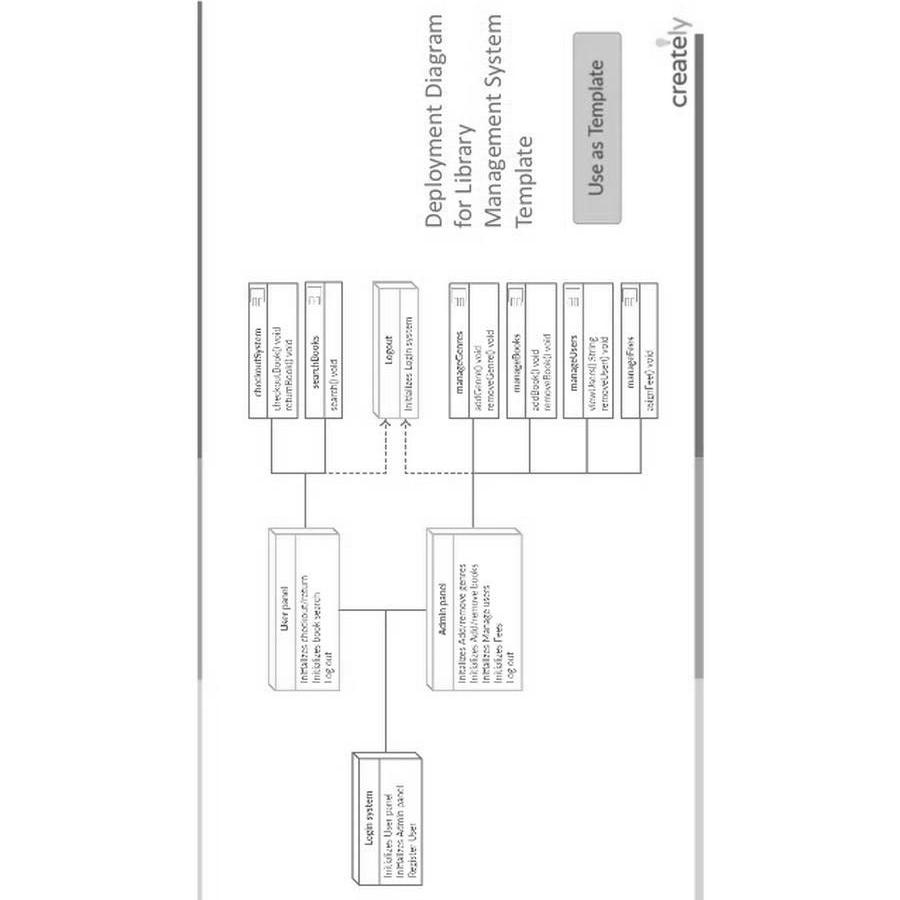 Login system
Initializes User panel
Initializes Admin panel
Register User
User panel
Initializes checkout/return
Initializes book search
Log out
Admin panel
Initalizes Add/remove genres
Initializes Add/remove books
Initializes Manage users
Initializes Fees
Log out
checkoutSystem
checkoutBook() void
returnBook() void
searchBooks
search() void
Logout
Initializes Login system
manageGenres
addGenre() void
removeGenre() void
manageBooks
addBook() void
removeBook() void
manageUsers
viewUsers() String
removeUser() void
manageFees
asignFee() void
Deployment Diagram
for Library
Management System
Template
Use as Template
creately